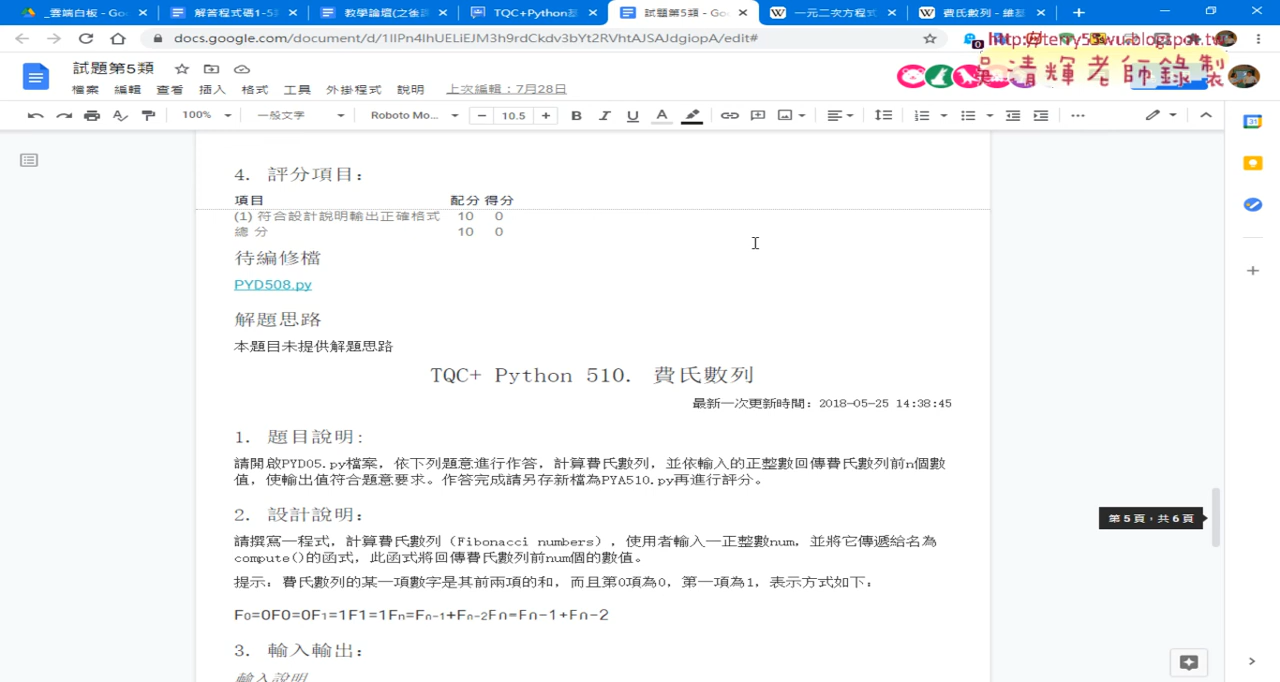 _雲端白板 - Goo
解答程式碼1-5
教學論壇(之後
TQC+Python
試題第5類 - Go
一元二次方程式
費氏數列 - 維基
docs.google.com/document/d/1IIPn4lhUELiEJM3h9rdCkdv3bYt2RVhtAJSAJdgiopA/edit#
http://terry55wu.blogspot.tw
吳清輝老師錄製
試題第5類
檔案 編輯 查看 插入 格式 工具 外掛程式 說明 上次編輯:7月28日
100% 一般文字 Roboto Mo... 10.5
4. 評分項目:
項目 配分 得分
(1) 符合設計說明輸出正確格式 10 0
總 分 10 0
待編修檔
PYD508.py
解題思路
本題目未提供解題思路
TQC+ Python 510. 費氏數列
最新一次更新時間: 2018-05-25 14:38:45
1. 題目說明:
請開啟PYD05.py檔案,依下列題意進行作答,計算費氏數列,並依輸入的正整數回傳費氏數列前n個數
值,使輸出值符合題意要求。作答完成請另存新檔為PYA510.py再進行評分。
第 5 頁,共 6 頁
2. 設計說明:
請撰寫一程式,計算費氏數列(Fibonacci numbers),使用者輸入一正整數num,並將它傳遞給名為
compute()的函式,此函式將回傳費氏數列前num個的數值。
提示: 費氏數列的某一項數字是其前兩項的和,而且第0項為0,第一項為1,表示方式如下:
F0=0F0=0F1=1F1=1Fn=Fn-1+Fn-2Fn=Fn-1+Fn-2
3. 輸入輸出:
輸入說明